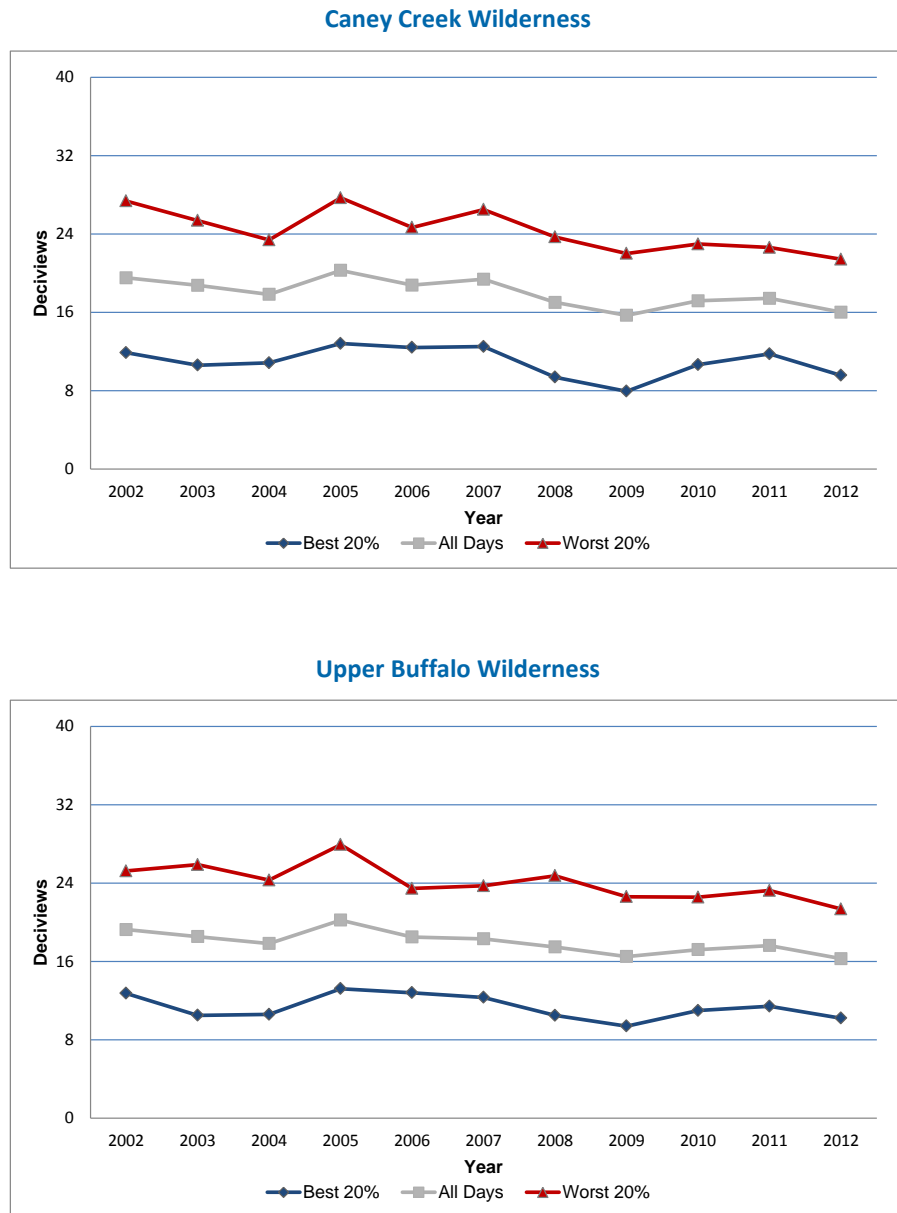 Caney Creek Wilderness
40
32
24
16
8
0
Deciviews
2002 2003 2004 2005 2006 2007 2008 2009 2010 2011 2012
Year
Best 20% All Days Worst 20%
Upper Buffalo Wilderness
40
32
24
16
8
0
Deciviews
2002 2003 2004 2005 2006 2007 2008 2009 2010 2011 2012
Year
Best 20% All Days Worst 20%